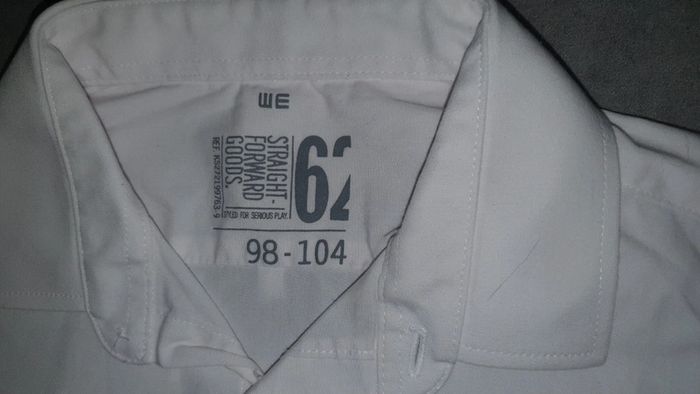 WE
STRAIGHT-
FORWARD
GOODS.
62
STYLED FOR SERIOUS PLAY.
98 - 104